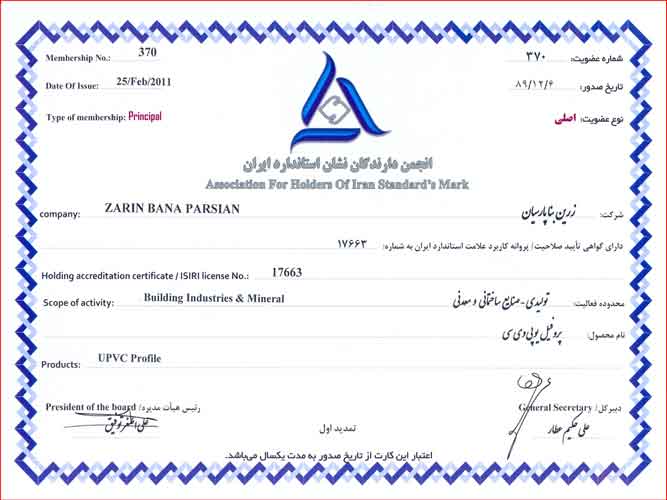 Membership No.: 370
شماره عضویت: ۳۷۰
Date Of Issue: 25/Feb/2011
تاریخ صدور: ۸۹/۱۲/۶
Type of membership: Principal
نوع عضویت: اصلی
انجمن دارندگان نشان استاندارد ایران
Association For Holders Of Iran Standard's Mark
company: ZARIN BANA PARSIAN
شرکت: زرین بنا پارسیان
دارای گواهی تأیید صلاحیت/ پروانه کاربرد علامت استاندارد ایران به شماره: ۱۷۶۶۳
Holding accreditation certificate / ISIRI license No.: 17663
Scope of activity: Building Industries & Mineral
محدوده فعالیت: تولیدی-صنایع ساختمانی و معدنی
نام محصول: پروفیل یو پی وی سی
Products: UPVC Profile
President of the board / رئیس هیأت مدیره
علی اظفر توفیق
General Secretary / دبیرکل
علی حکیم عطار
تمدید اول
اعتبار این کارت از تاریخ صدور به مدت یکسال می‌باشد.